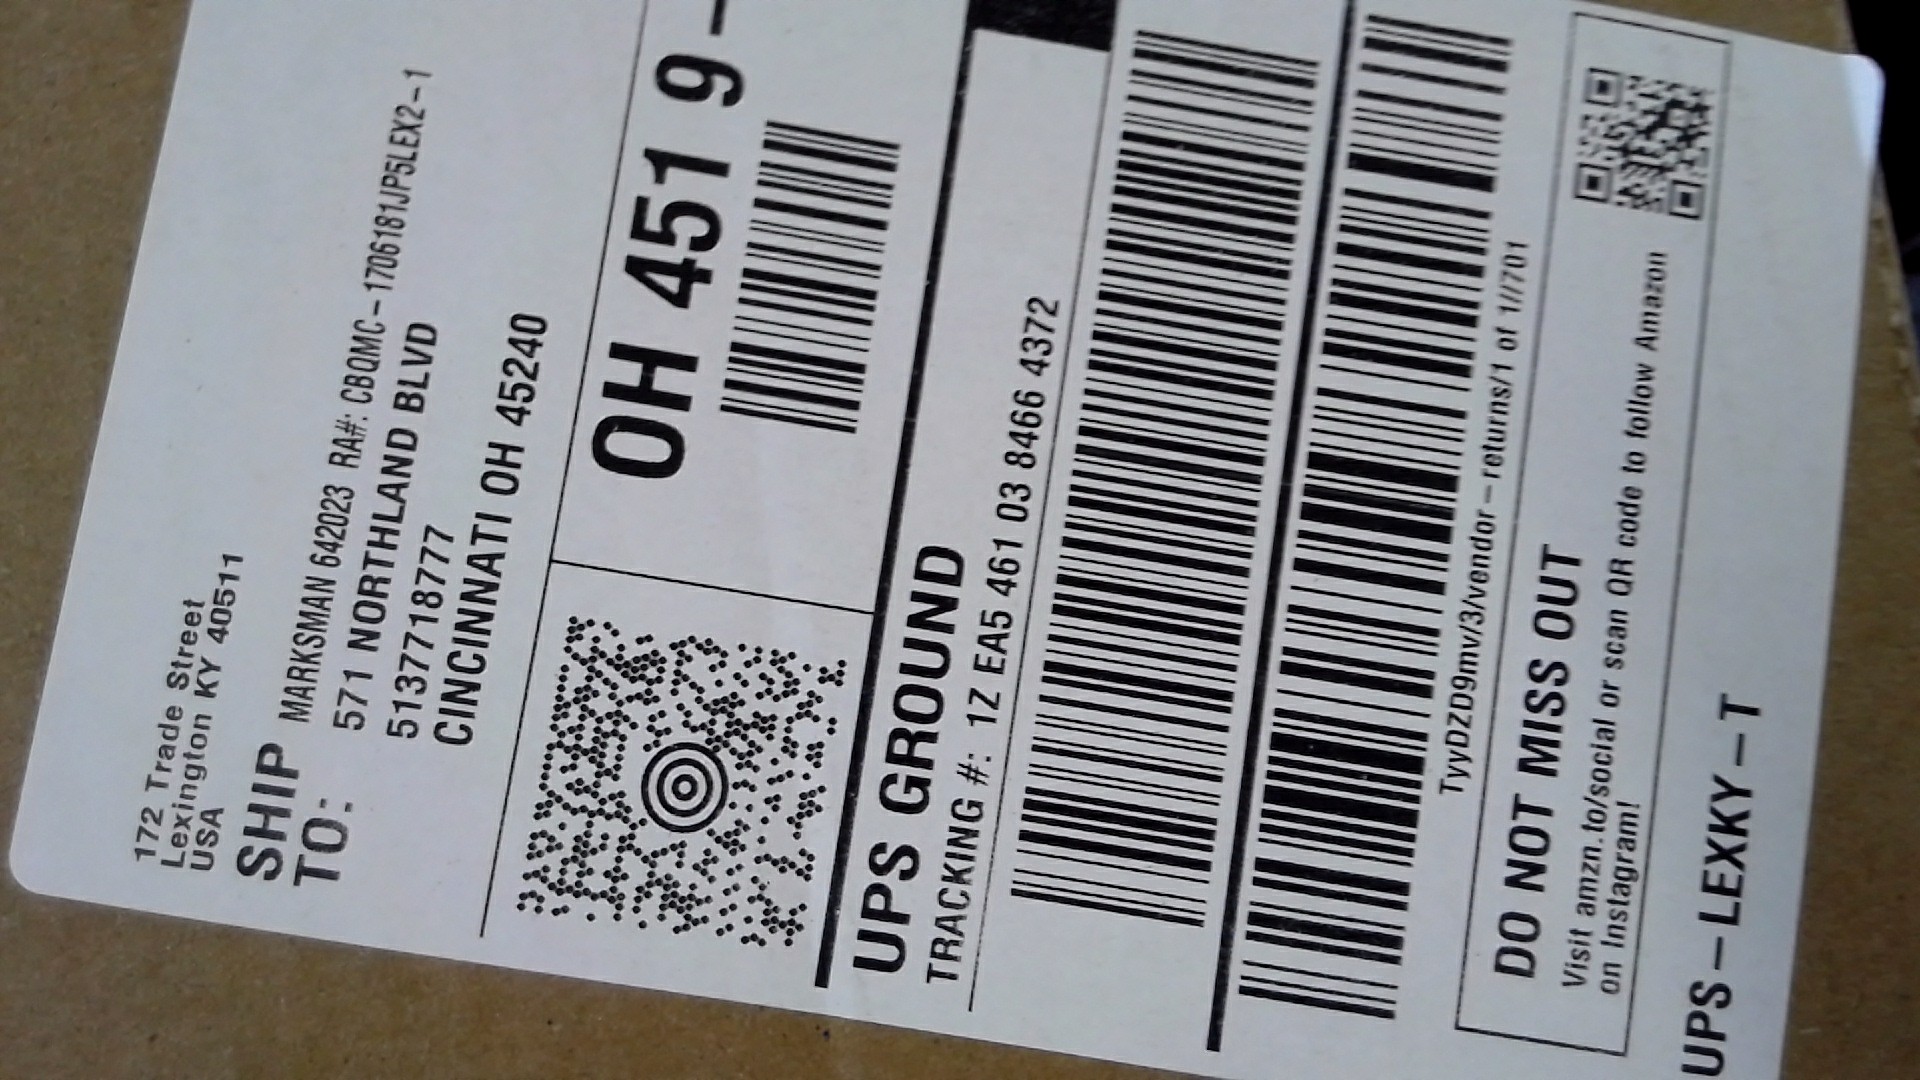 172 Trade Street
Lexington KY 40511
USA
SHIP
TO:
MARKSMAN 642023 RA#: CBQMC-1706181JP5LEX2-1
571 NORTHLAND BLVD
5137718777
CINCINNATI OH 45240
OH 451 9-
UPS GROUND
TRACKING #: 1Z EA5 461 03 8466 4372
TyyDZD9mv/3/vendor-returns/1 of 1//701
DO NOT MISS OUT
Visit amzn.to/social or scan QR code to follow Amazon
on Instagram!
UPS-LEXKY-T